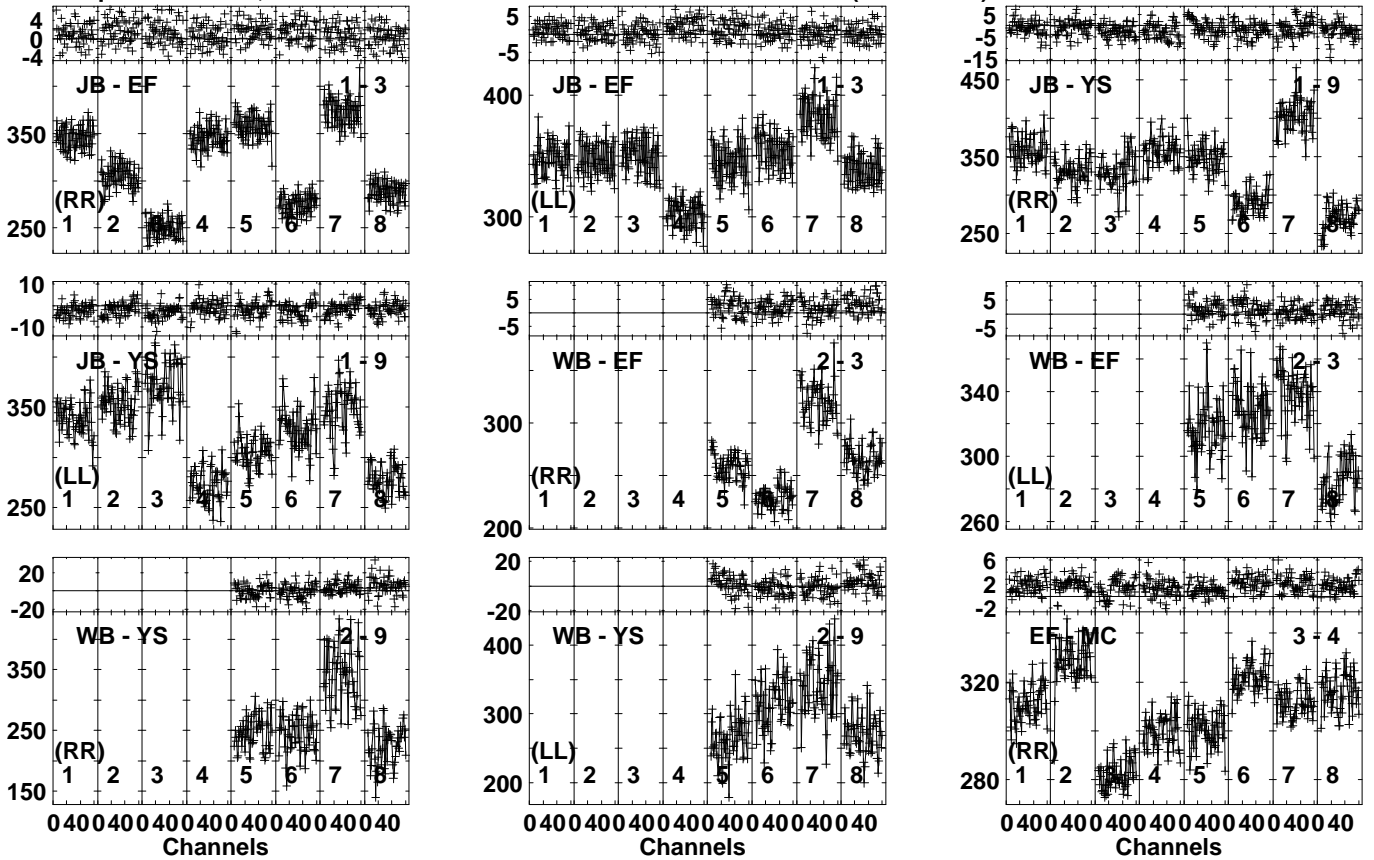 4
0
-4
JB - EF 1 - 3
350
250
(RR)
1 2 3 4 5 6 7 8
5
-5
JB - EF 1 - 3
400
300
(LL)
1 2 3 4 5 6 7 8
5
-5
-15
JB - YS 1 - 9
450
350
250
(RR)
1 2 3 4 5 6 7 8
10
-10
JB - YS 1 - 9
350
250
(LL)
1 2 3 4 5 6 7 8
5
-5
WB - EF 2 - 3
300
200
(RR)
1 2 3 4 5 6 7 8
5
-5
WB - EF 2 - 3
340
300
260
(LL)
1 2 3 4 5 6 7 8
20
-20
WB - YS 2 - 9
350
250
150
(RR)
1 2 3 4 5 6 7 8
0 40 0 40 0 40 0 40 0 40 0 40 0 40 0 40
Channels
20
-20
WB - YS 2 - 9
400
300
200
(LL)
1 2 3 4 5 6 7 8
0 40 0 40 0 40 0 40 0 40 0 40 0 40 0 40
Channels
6
2
-2
EF - MC 3 - 4
320
280
(RR)
1 2 3 4 5 6 7 8
0 40 0 40 0 40 0 40 0 40 0 40 0 40 0 40
Channels